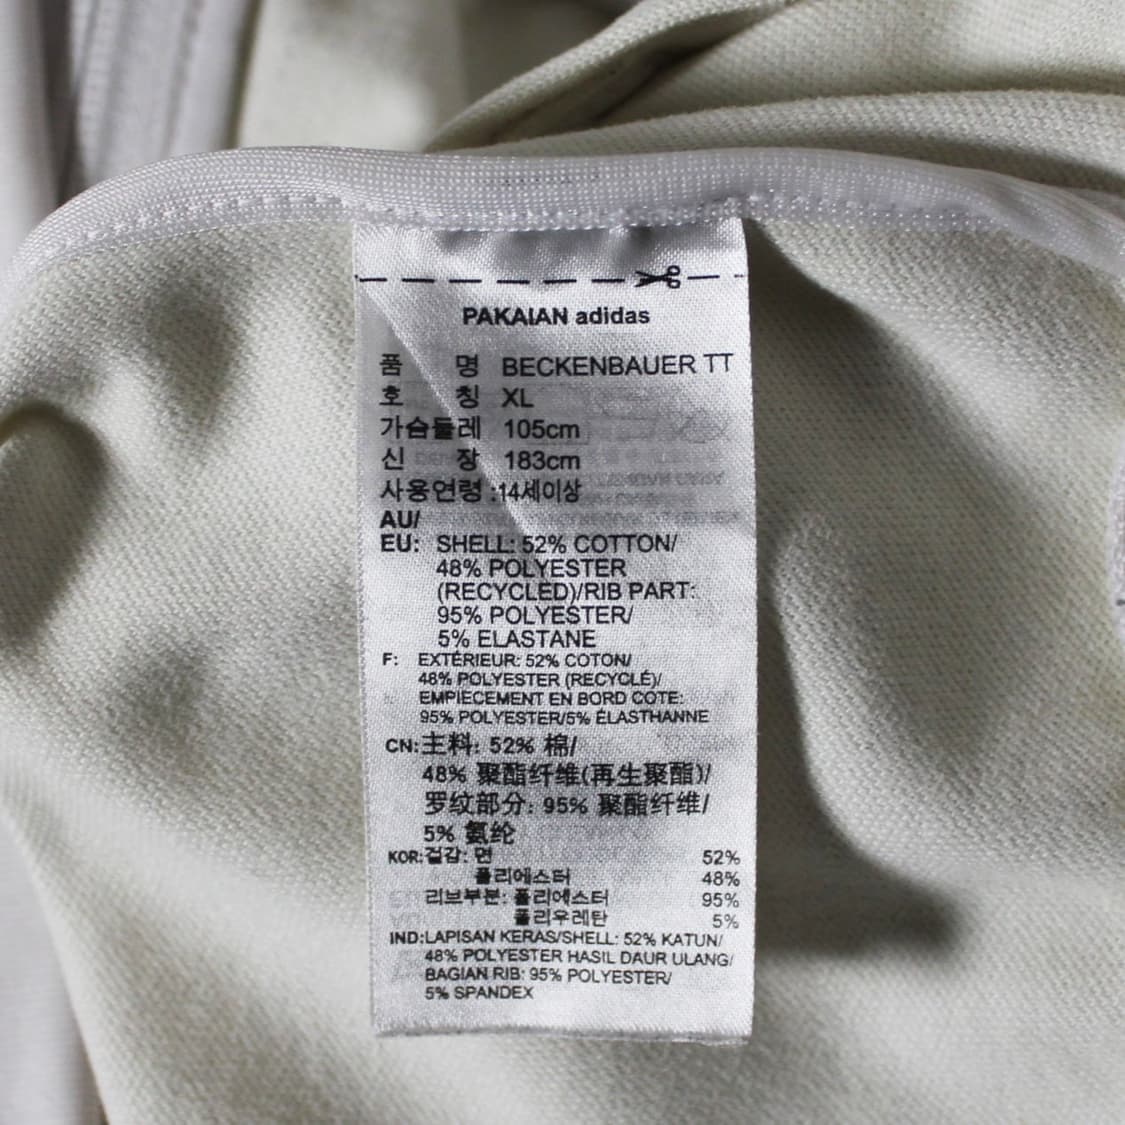 PAKAIAN adidas
품 명 BECKENBAUER TT
호 칭 XL
가슴둘레 105cm
신 장 183cm
사용연령 :14세이상
AU/
EU: SHELL: 52% COTTON/
48% POLYESTER
(RECYCLED)/RIB PART:
95% POLYESTER/
5% ELASTANE
F: EXTÉRIEUR: 52% COTON/
48% POLYESTER (RECYCLÉ)/
EMPIECEMENT EN BORD COTE:
95% POLYESTER/5% ÉLASTHANNE
CN: 主料: 52% 棉/
48% 聚酯纤维(再生聚酯)/
罗纹部分: 95% 聚酯纤维/
5% 氨纶
KOR: 겉감: 면 52%
폴리에스터 48%
리브부분: 폴리에스터 95%
폴리우레탄 5%
IND: LAPISAN KERAS/SHELL: 52% KATUN/
48% POLYESTER HASIL DAUR ULANG/
BAGIAN RIB: 95% POLYESTER/
5% SPANDEX